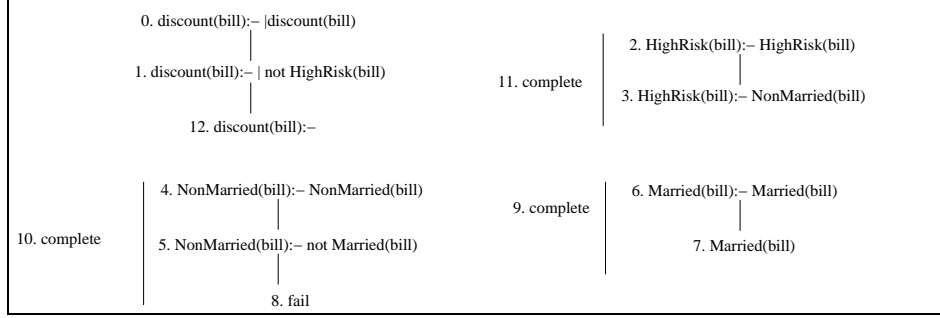 0. discount(bill):– |discount(bill)
1. discount(bill):– | not HighRisk(bill)
12. discount(bill):–
11. complete
2. HighRisk(bill):– HighRisk(bill)
3. HighRisk(bill):– NonMarried(bill)
10. complete
4. NonMarried(bill):– NonMarried(bill)
5. NonMarried(bill):– not Married(bill)
8. fail
9. complete
6. Married(bill):– Married(bill)
7. Married(bill)